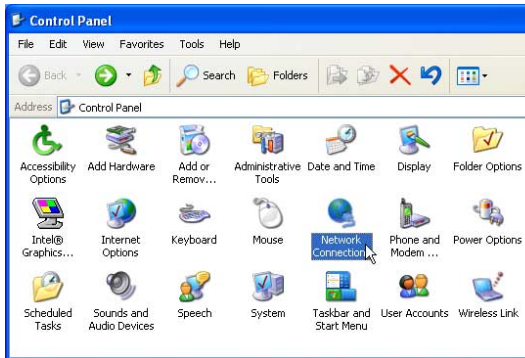 Control Panel
File Edit View Favorites Tools Help
Back Search Folders
Address Control Panel
Accessibility Options
Add Hardware
Add or Remov...
Administrative Tools
Date and Time
Display
Folder Options
Intel® Graphics...
Internet Options
Keyboard
Mouse
Network Connections
Phone and Modem ...
Power Options
Scheduled Tasks
Sounds and Audio Devices
Speech
System
Taskbar and Start Menu
User Accounts
Wireless Link